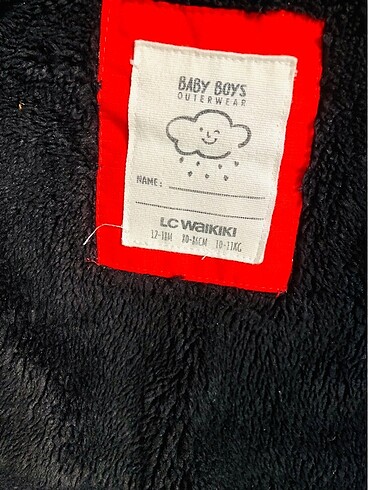 BABY BOYS
OUTERWEAR
NAME:
LC WAIKIKI
12-18M 80-86CM 10-11KG